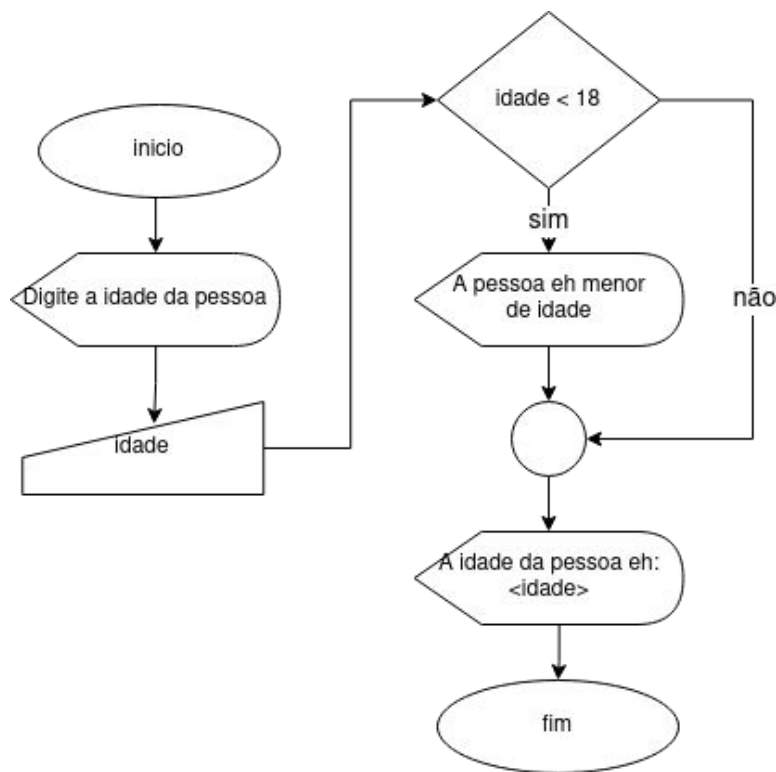 inicio
Digite a idade da pessoa
idade
idade < 18
sim
não
A pessoa eh menor
de idade
A idade da pessoa eh:
<idade>
fim